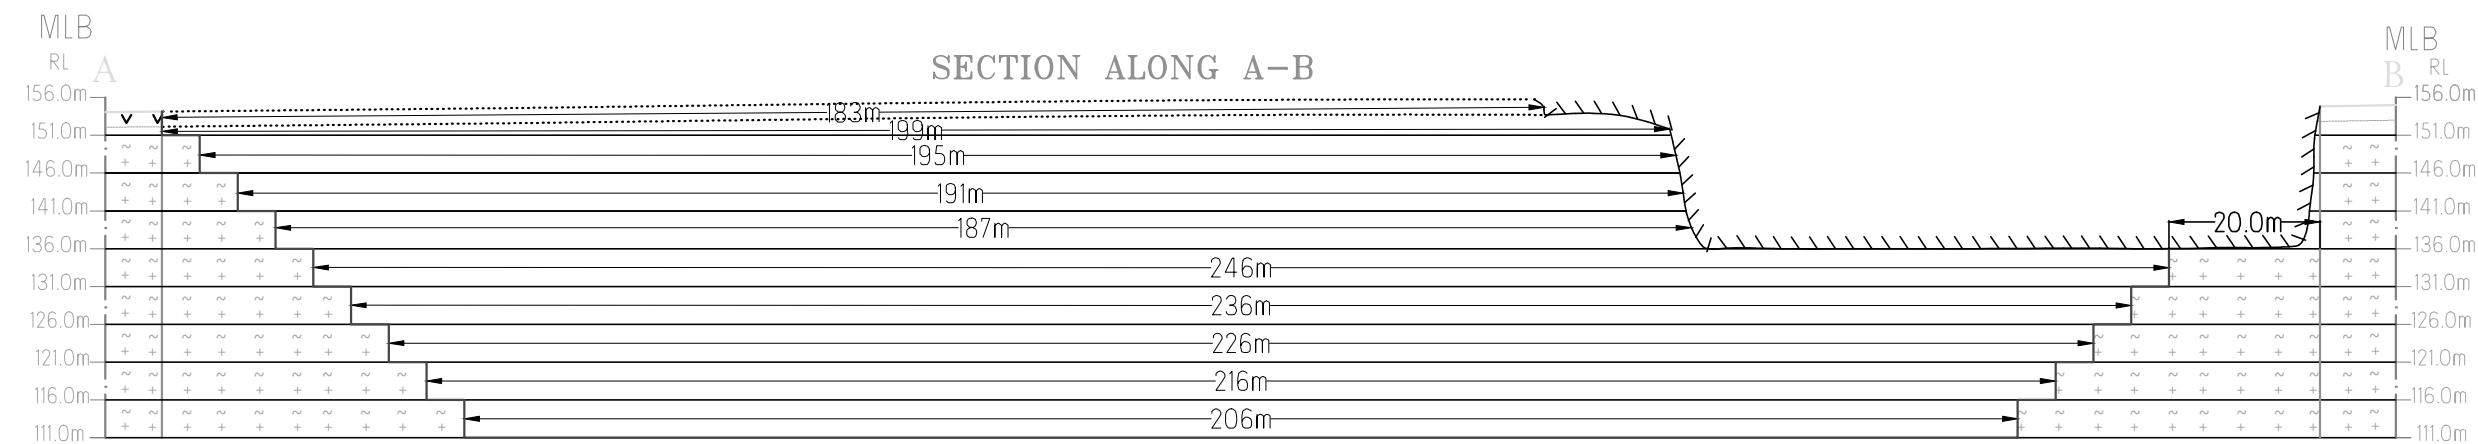 MLB
MLB
RL
A
SECTION ALONG A-B
B
RL
156.0m
183m
156.0m
151.0m
199m
151.0m
195m
146.0m
191m
146.0m
141.0m
187m
20.0m
141.0m
136.0m
246m
136.0m
131.0m
236m
131.0m
126.0m
226m
126.0m
121.0m
216m
121.0m
116.0m
206m
116.0m
111.0m
111.0m